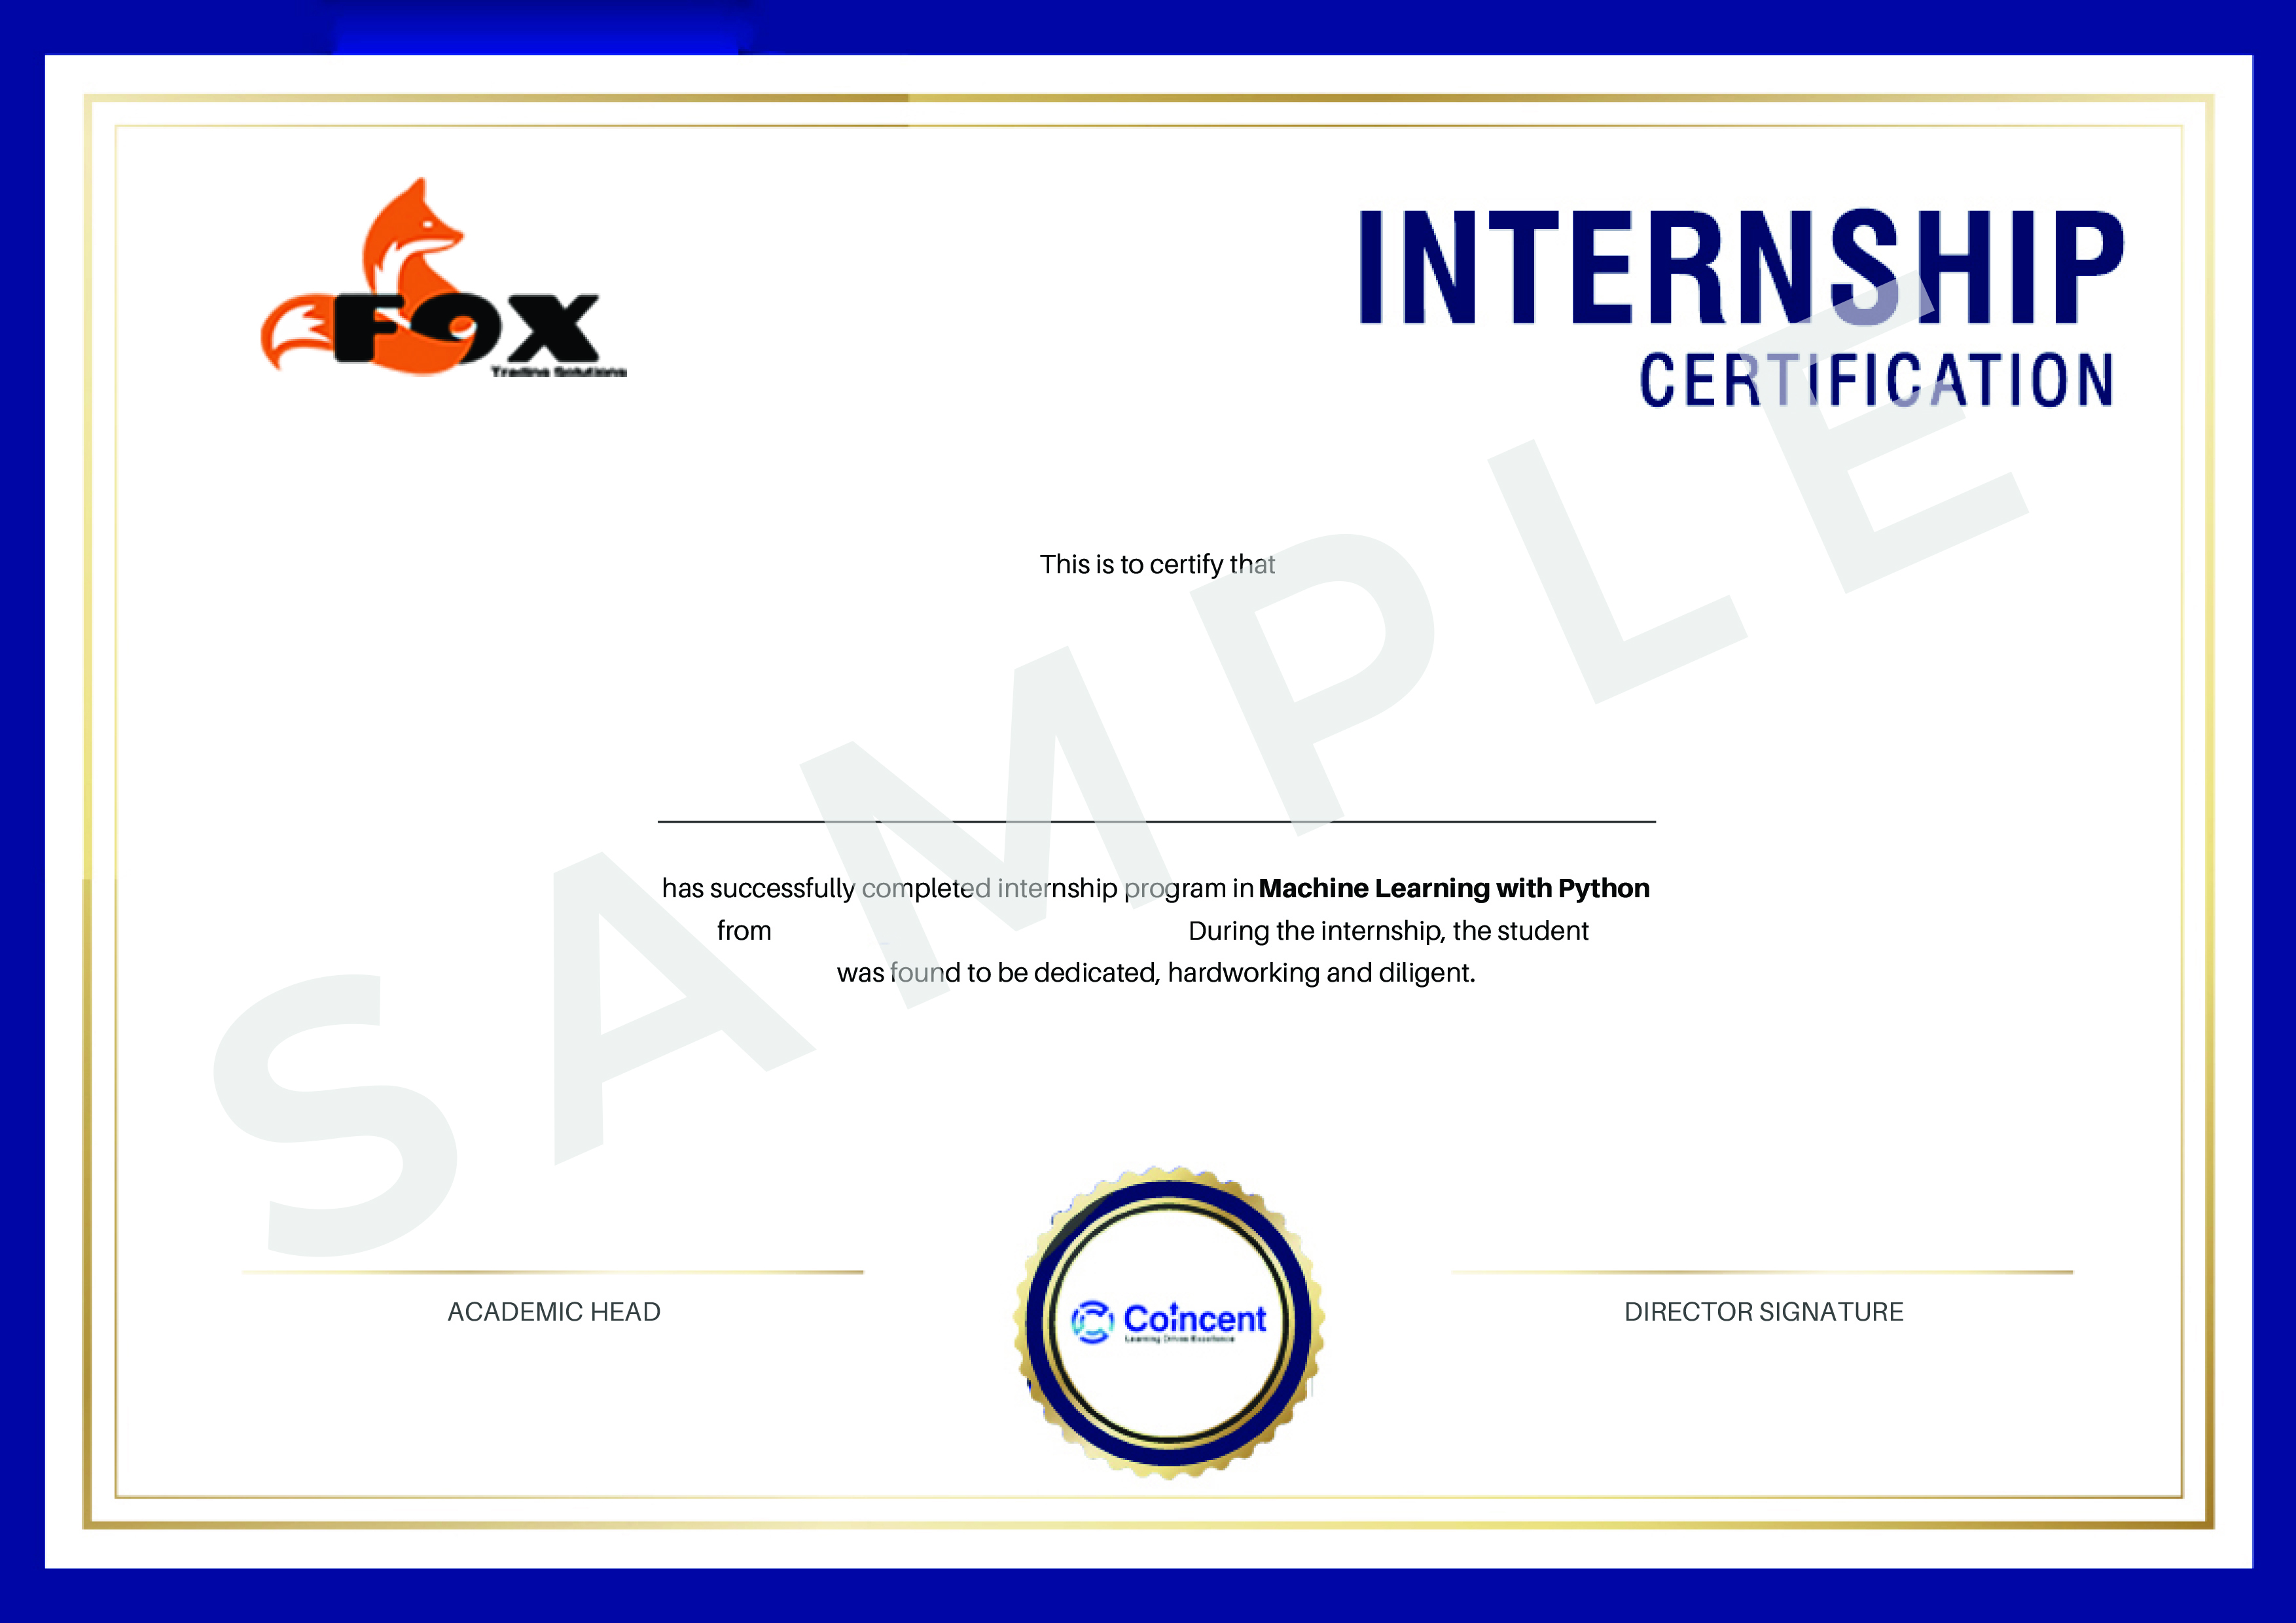 FOX
Trading Solutions
INTERNSHIP
CERTIFICATION
This is to certify that
has successfully completed internship program in Machine Learning with Python
from During the internship, the student
was found to be dedicated, hardworking and diligent.
SAMPLE
ACADEMIC HEAD
Coincent
Learning Drives Excellence
DIRECTOR SIGNATURE